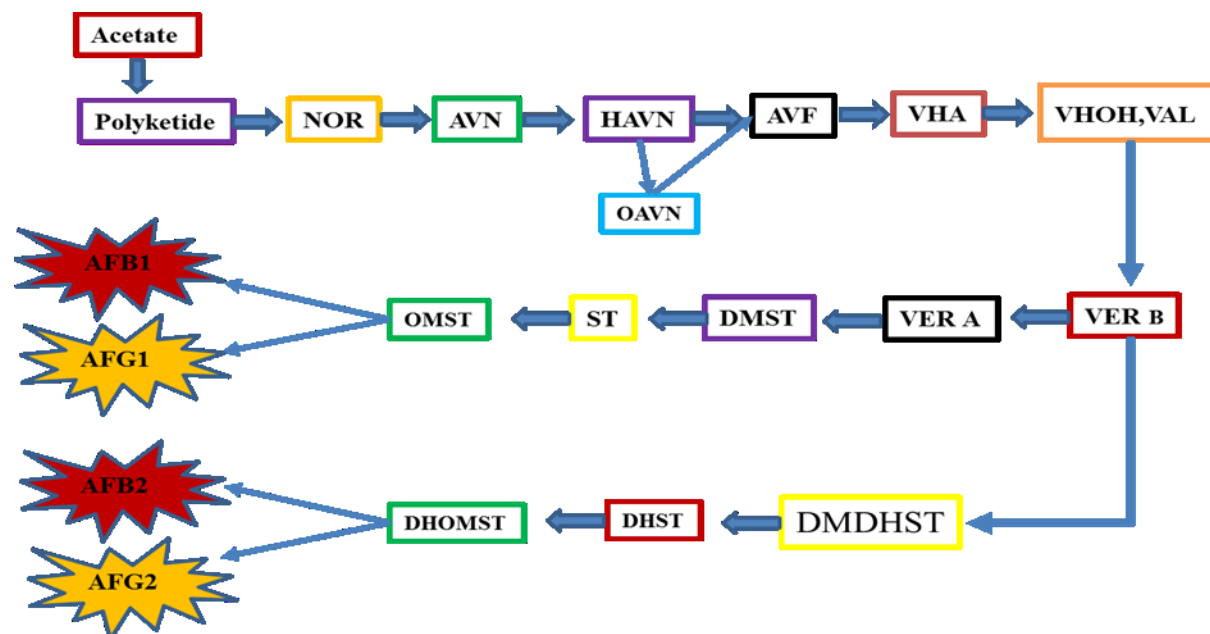 Acetate
Polyketide
NOR
AVN
HAVN
AVF
VHA
VHOH,VAL
OAVN
AFB1
AFG1
OMST
ST
DMST
VER A
VER B
AFB2
AFG2
DHOMST
DHST
DMDHST